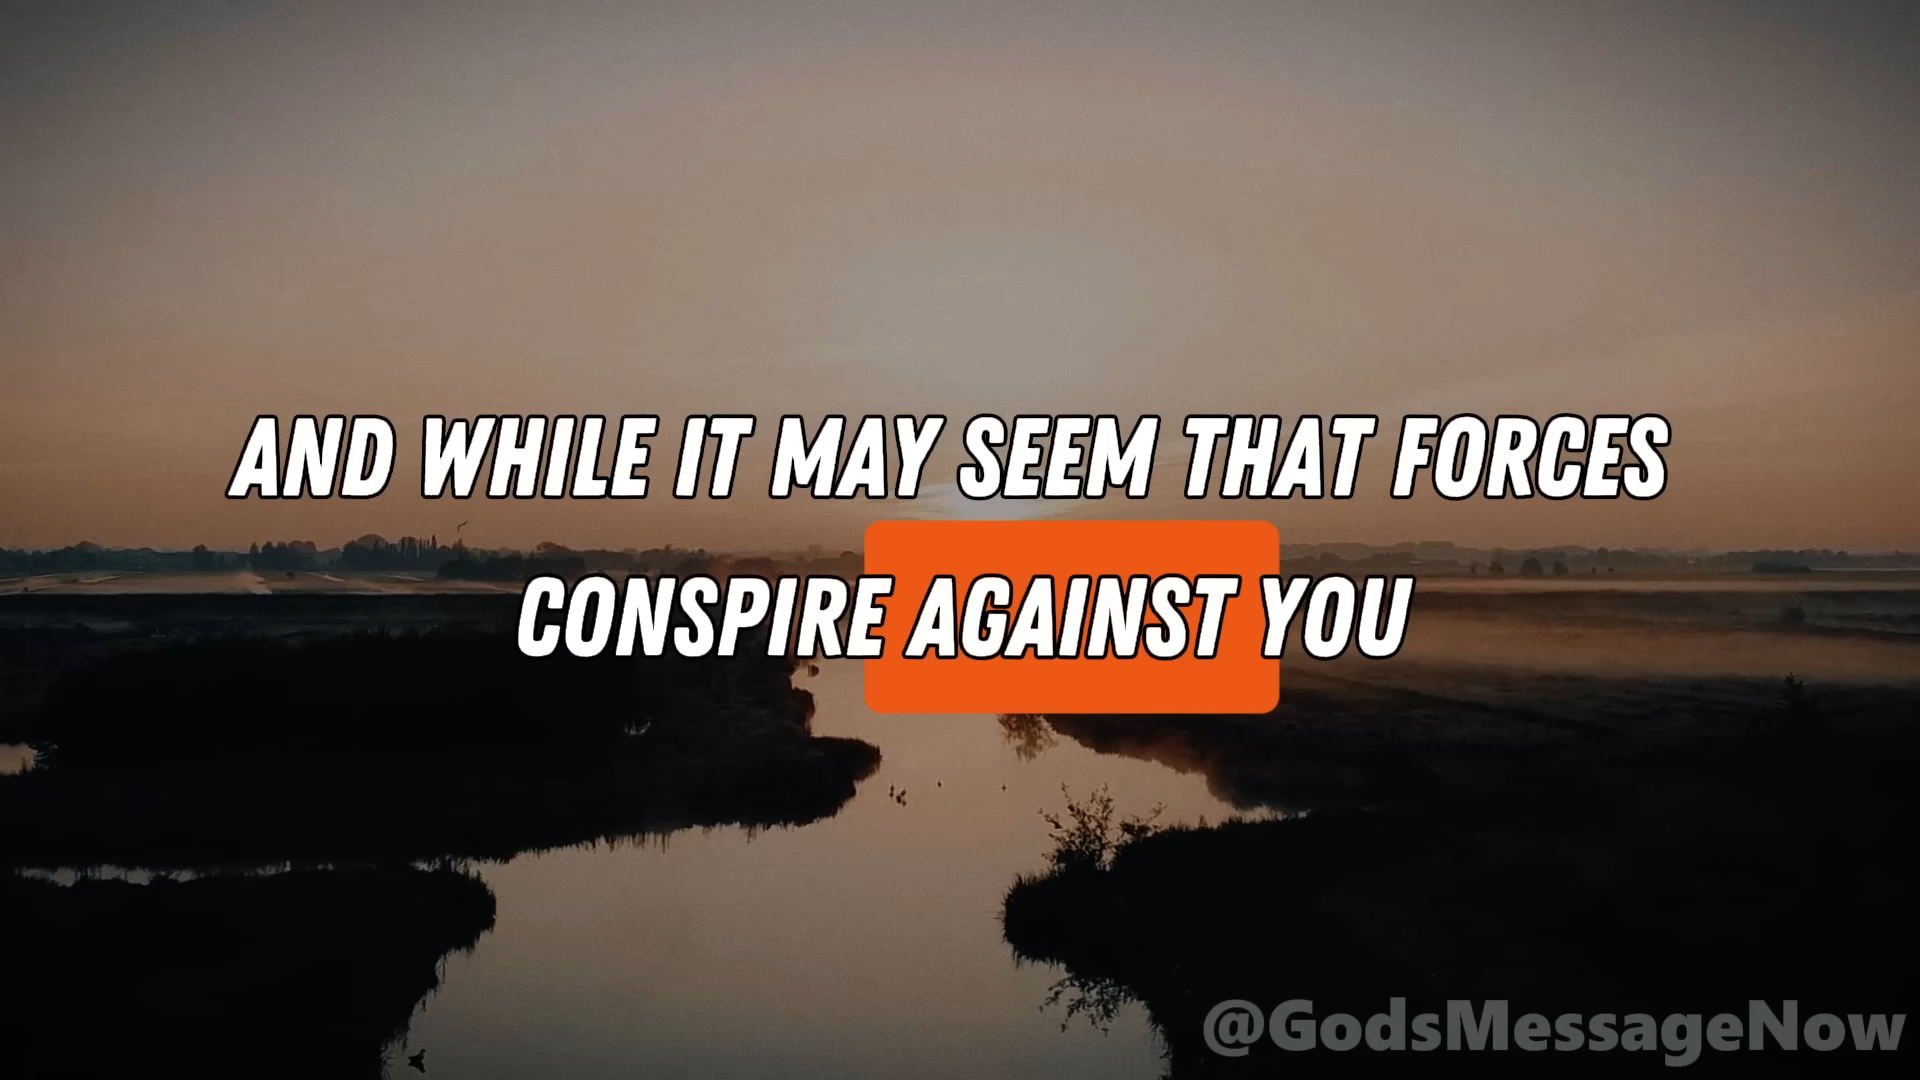 AND WHILE IT MAY SEEM THAT FORCES
CONSPIRE AGAINST YOU
@GodsMessageNow